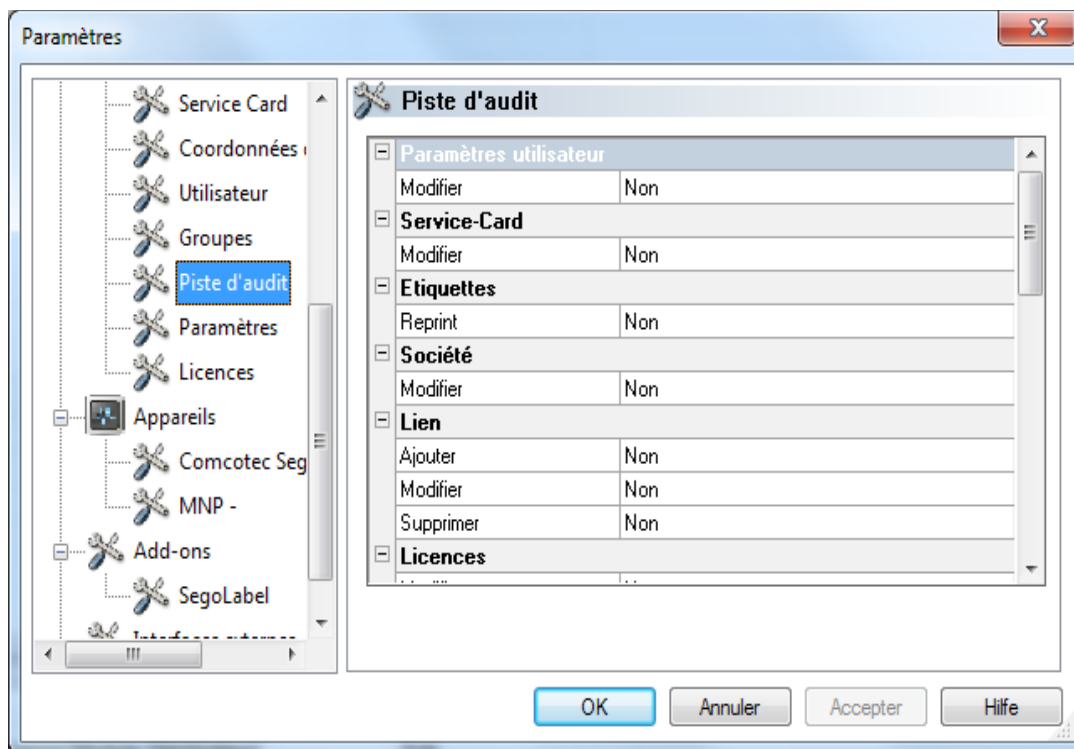 Paramètres
Service Card
Coordonnées
Utilisateur
Groupes
Piste d'audit
Paramètres
Licences
Appareils
Comcotec Seg
MNP -
Add-ons
SegoLabel
Piste d'audit
Paramètres utilisateur
Modifier Non
Service-Card
Modifier Non
Etiquettes
Reprint Non
Société
Modifier Non
Lien
Ajouter Non
Modifier Non
Supprimer Non
Licences
OK Annuler Accepter Hilfe